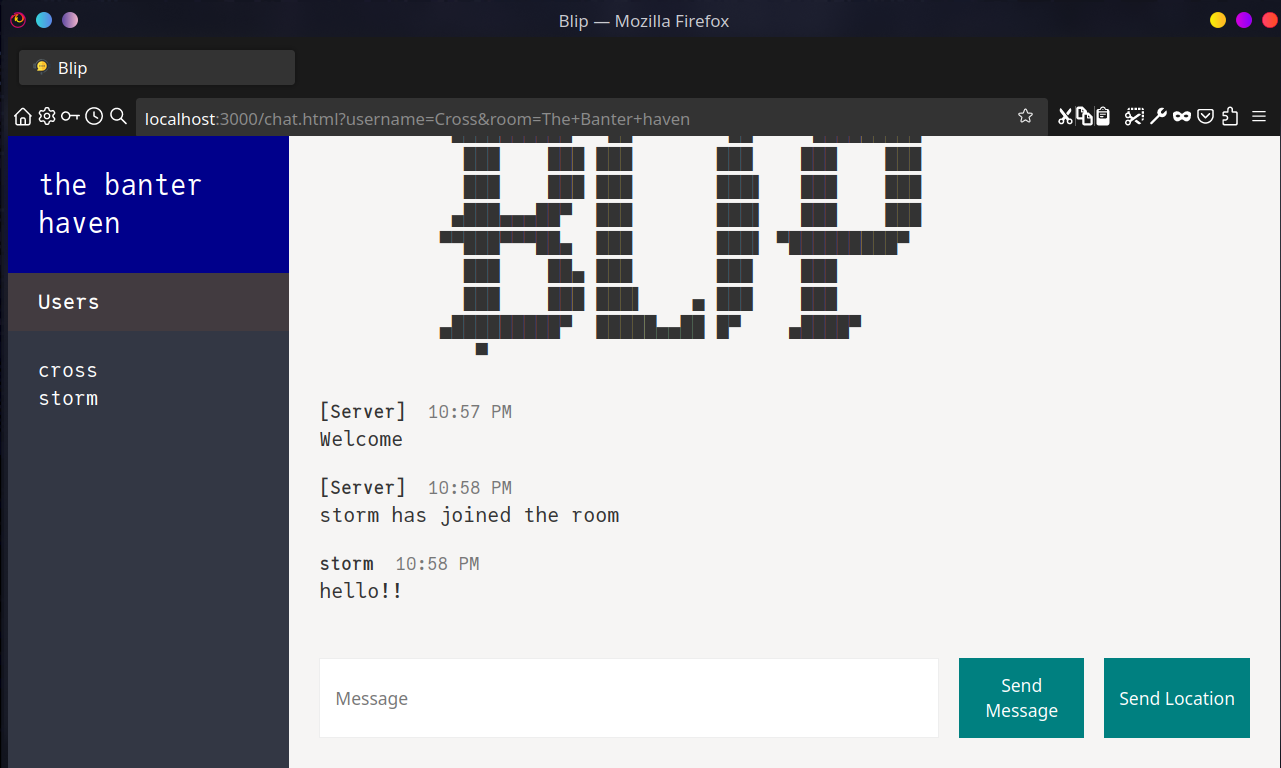 Blip — Mozilla Firefox
Blip
localhost:3000/chat.html?username=Cross&room=The+Banter+haven
the banter
haven
Users
cross
storm
[Server] 10:57 PM
Welcome
[Server] 10:58 PM
storm has joined the room
storm 10:58 PM
hello!!
Message
Send
Message
Send Location